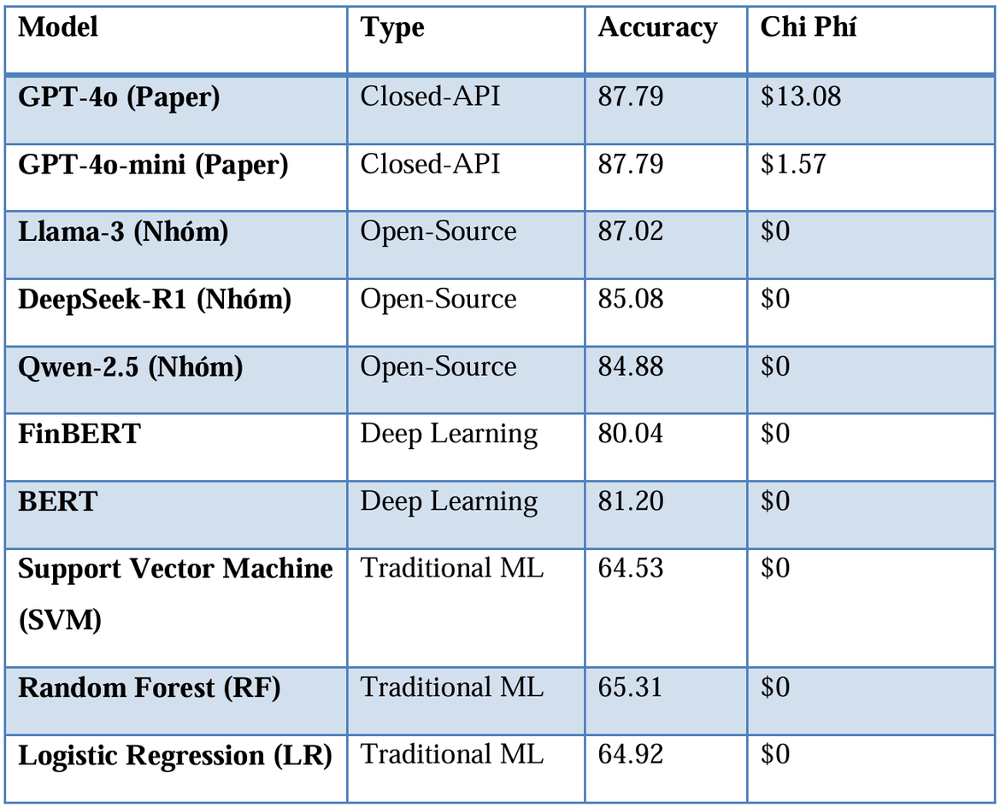 Model Type Accuracy Chi Phí
GPT-4o (Paper) Closed-API 87.79 $13.08
GPT-4o-mini (Paper) Closed-API 87.79 $1.57
Llama-3 (Nhóm) Open-Source 87.02 $0
DeepSeek-R1 (Nhóm) Open-Source 85.08 $0
Qwen-2.5 (Nhóm) Open-Source 84.88 $0
FinBERT Deep Learning 80.04 $0
BERT Deep Learning 81.20 $0
Support Vector Machine Traditional ML 64.53 $0
(SVM)
Random Forest (RF) Traditional ML 65.31 $0
Logistic Regression (LR) Traditional ML 64.92 $0